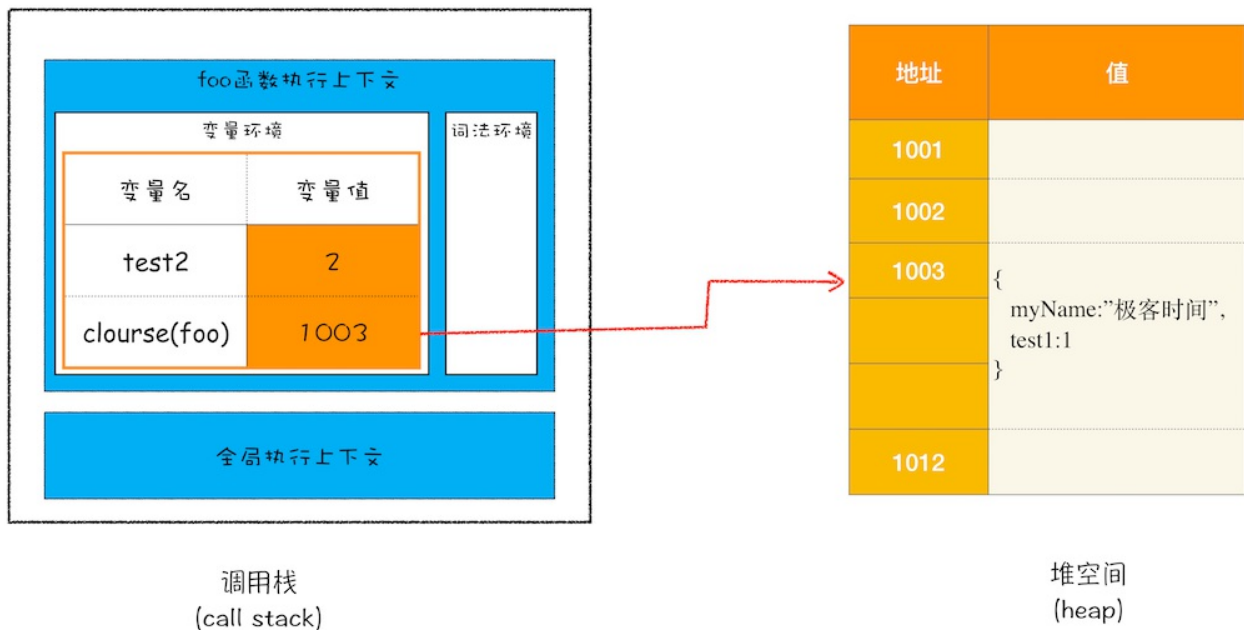 foo函数执行上下文
变量环境
词法环境
变量名 变量值
test2 2
clourse(foo) 1003
全局执行上下文
调用栈
(call stack)
地址 值
1001
1002
1003
{
myName:”极客时间”,
test1:1
}
1012
堆空间
(heap)